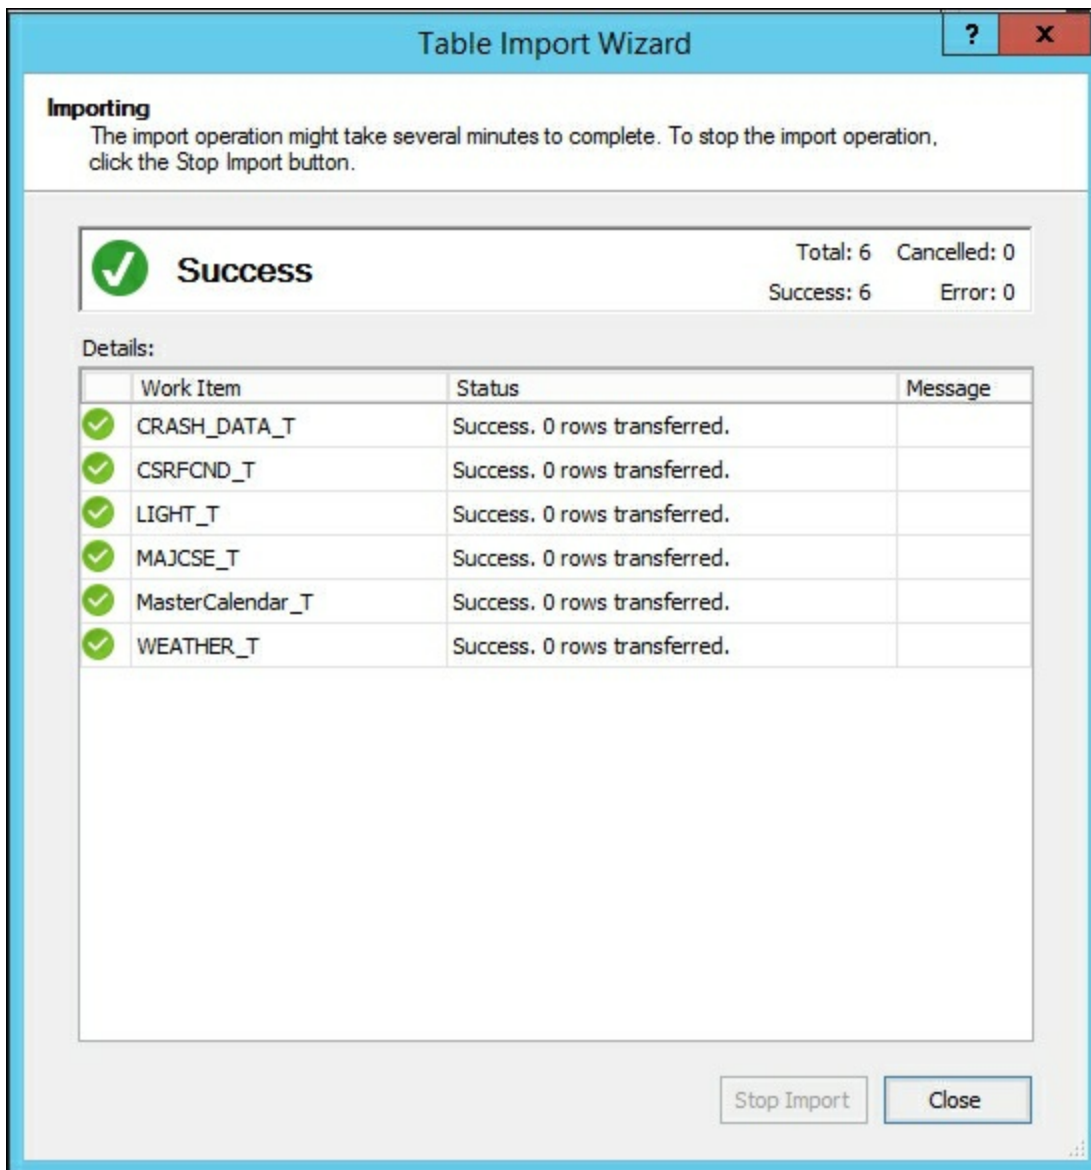 Table Import Wizard
? x
Importing
The import operation might take several minutes to complete. To stop the import operation,
click the Stop Import button.
Success Total: 6 Cancelled: 0
Success: 6 Error: 0
Details:
Work Item Status Message
CRASH_DATA_T Success. 0 rows transferred.
CSRFCND_T Success. 0 rows transferred.
LIGHT_T Success. 0 rows transferred.
MAJCSE_T Success. 0 rows transferred.
MasterCalendar_T Success. 0 rows transferred.
WEATHER_T Success. 0 rows transferred.
Stop Import Close